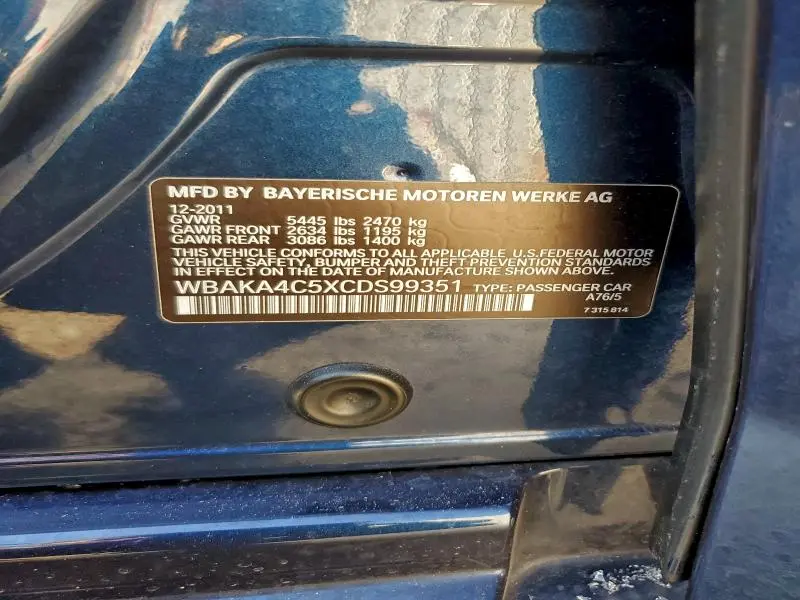 MFD BY BAYERISCHE MOTOREN WERKE AG
12-2011
GVWR 5445 lbs 2470 kg
GAWR FRONT 2634 lbs 1195 kg
GAWR REAR 3086 lbs 1400 kg
THIS VEHICLE CONFORMS TO ALL APPLICABLE U.S.FEDERAL MOTOR
VEHICLE SAFETY, BUMPER AND THEFT PREVENTION STANDARDS
IN EFFECT ON THE DATE OF MANUFACTURE SHOWN ABOVE.
WBAKA4C5XCDS99351 TYPE: PASSENGER CAR
A76/5
7 315 814